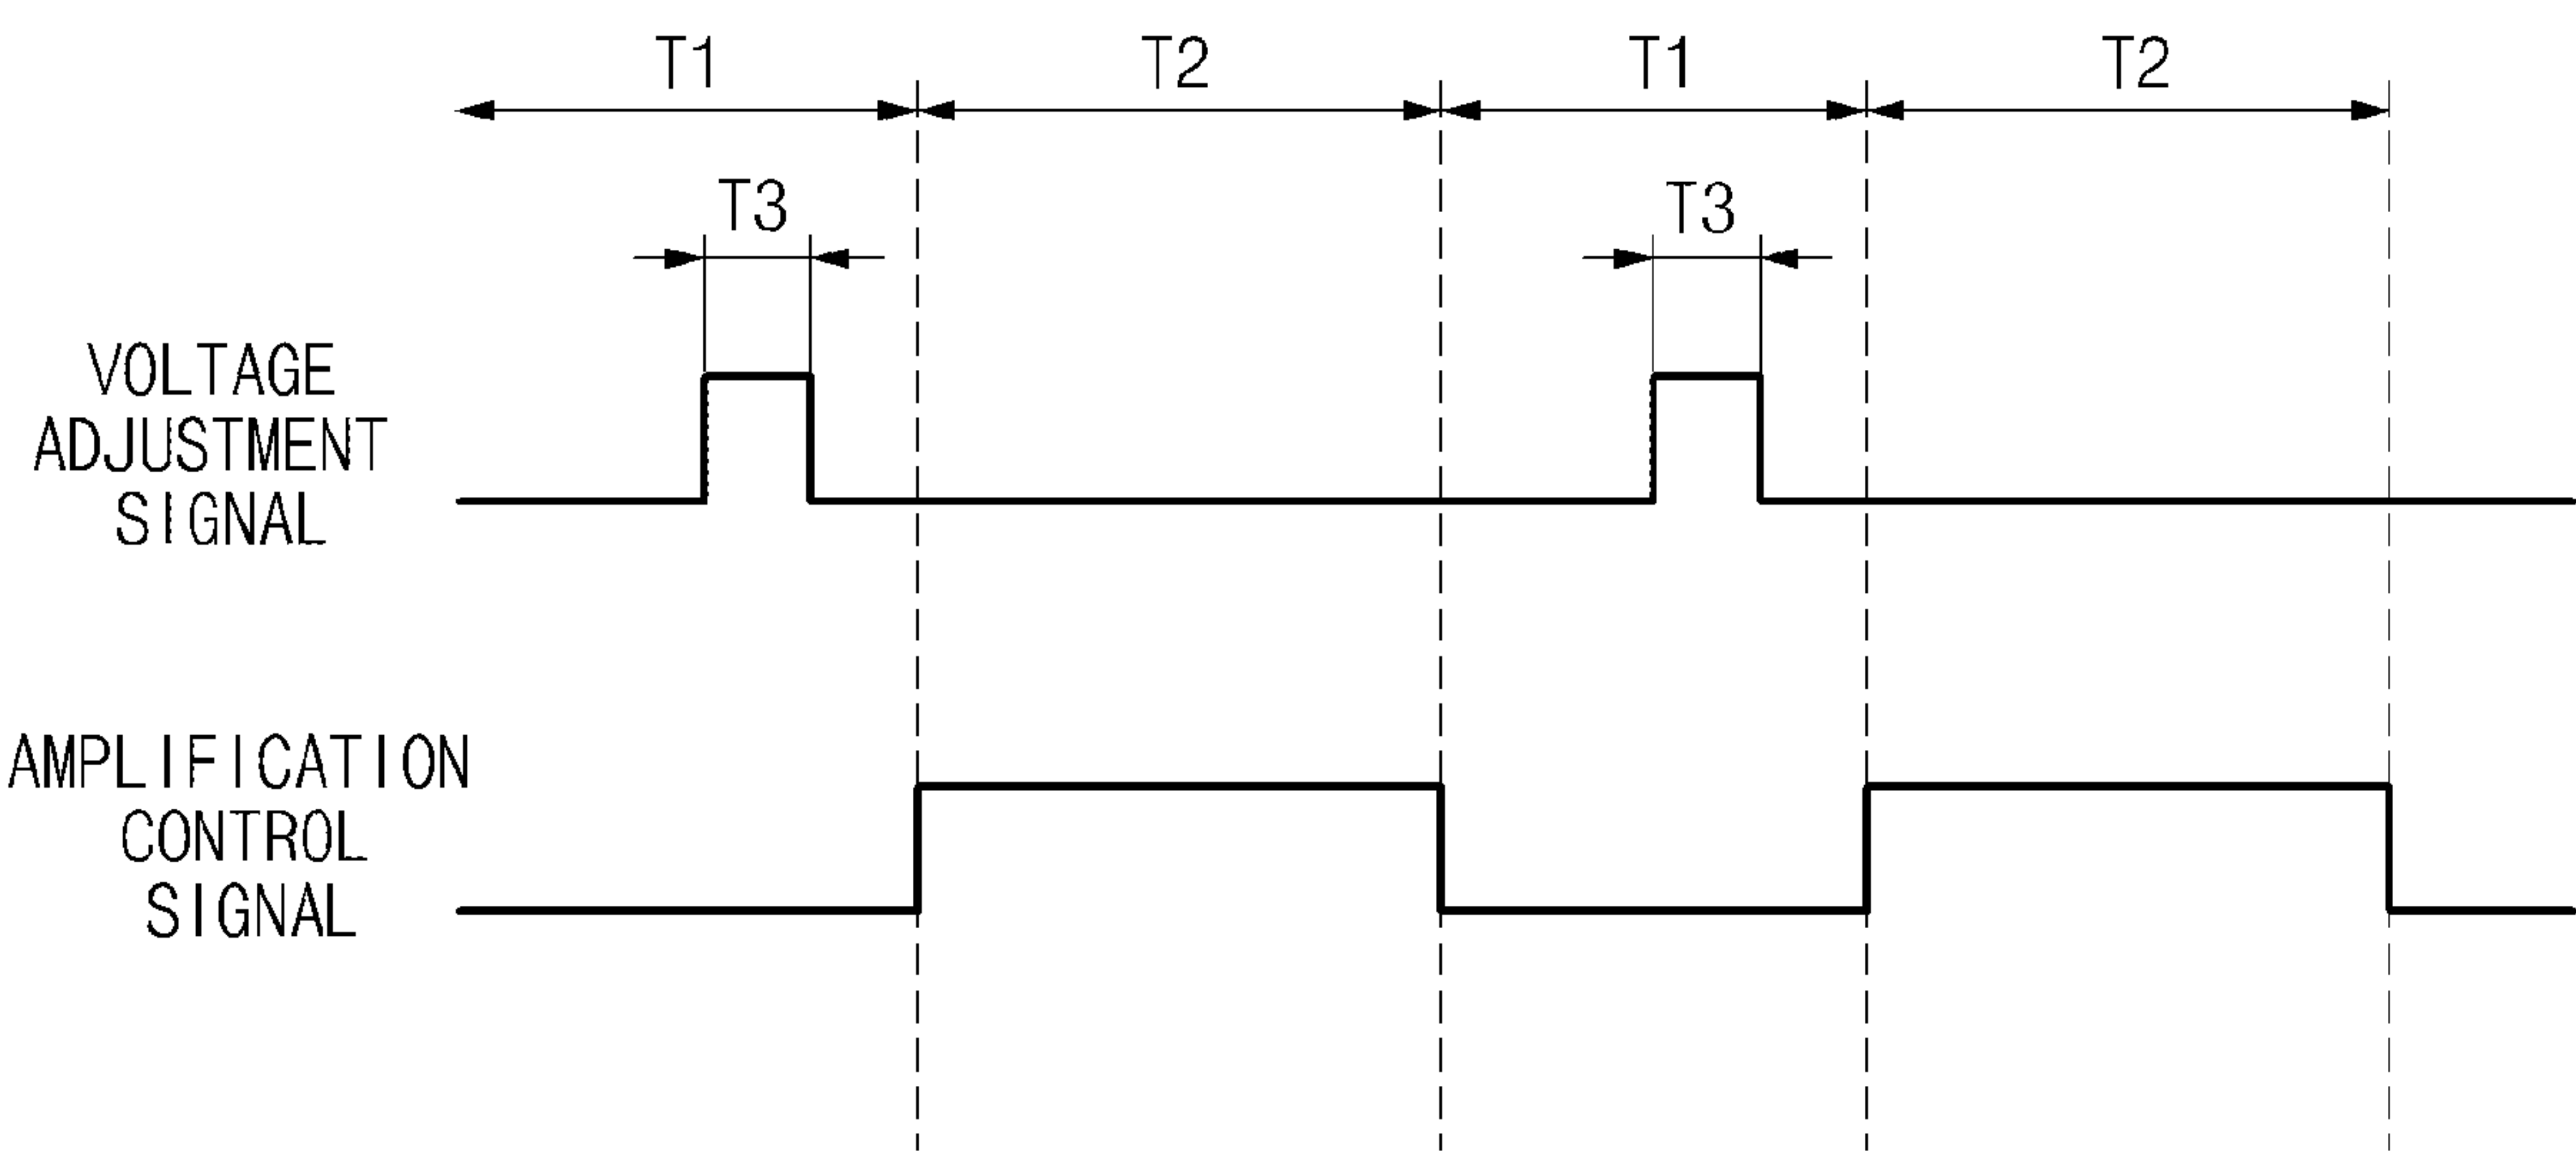 T1 T2 T1 T2
T3 T3
VOLTAGE
ADJUSTMENT
SIGNAL
AMPLIFICATION
CONTROL
SIGNAL